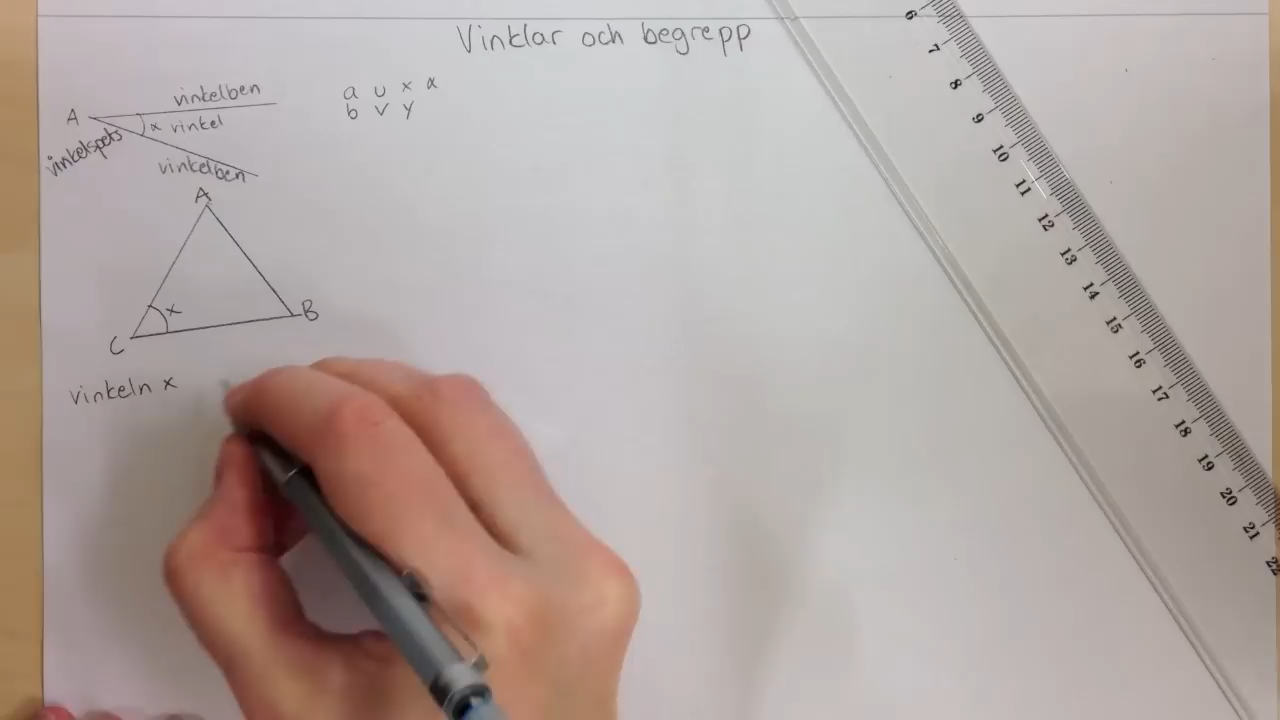 Vinklar och begrepp
vinkelben
A
α vinkel
vinkelspets
vinkelben
a u x α
b v y
A
x
B
C
vinkeln x
6
7
8
9
10
11
12
13
14
15
16
17
18
19
20
21
22